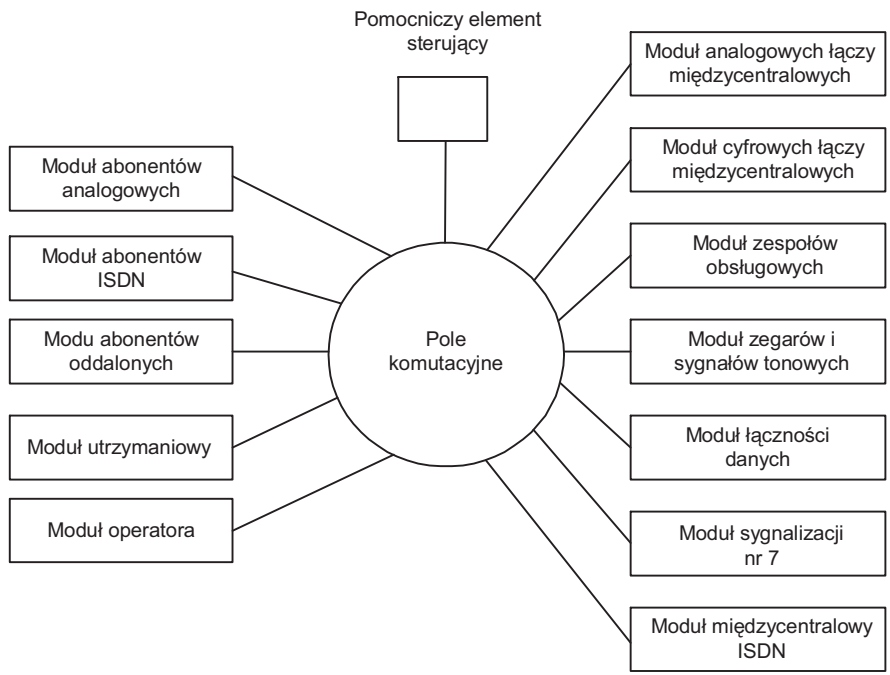 Pomocniczy element
sterujący
Moduł analogowych łączy
międzycentralowych
Moduł cyfrowych łączy
międzycentralowych
Moduł abonentów
analogowych
Moduł abonentów
ISDN
Moduł zespołów
obsługowych
Modu abonentów
oddalonych
Pole
komutacyjne
Moduł zegarów i
sygnałów tonowych
Moduł utrzymaniowy
Moduł łączności
danych
Moduł operatora
Moduł sygnalizacji
nr 7
Moduł międzycentralowy
ISDN